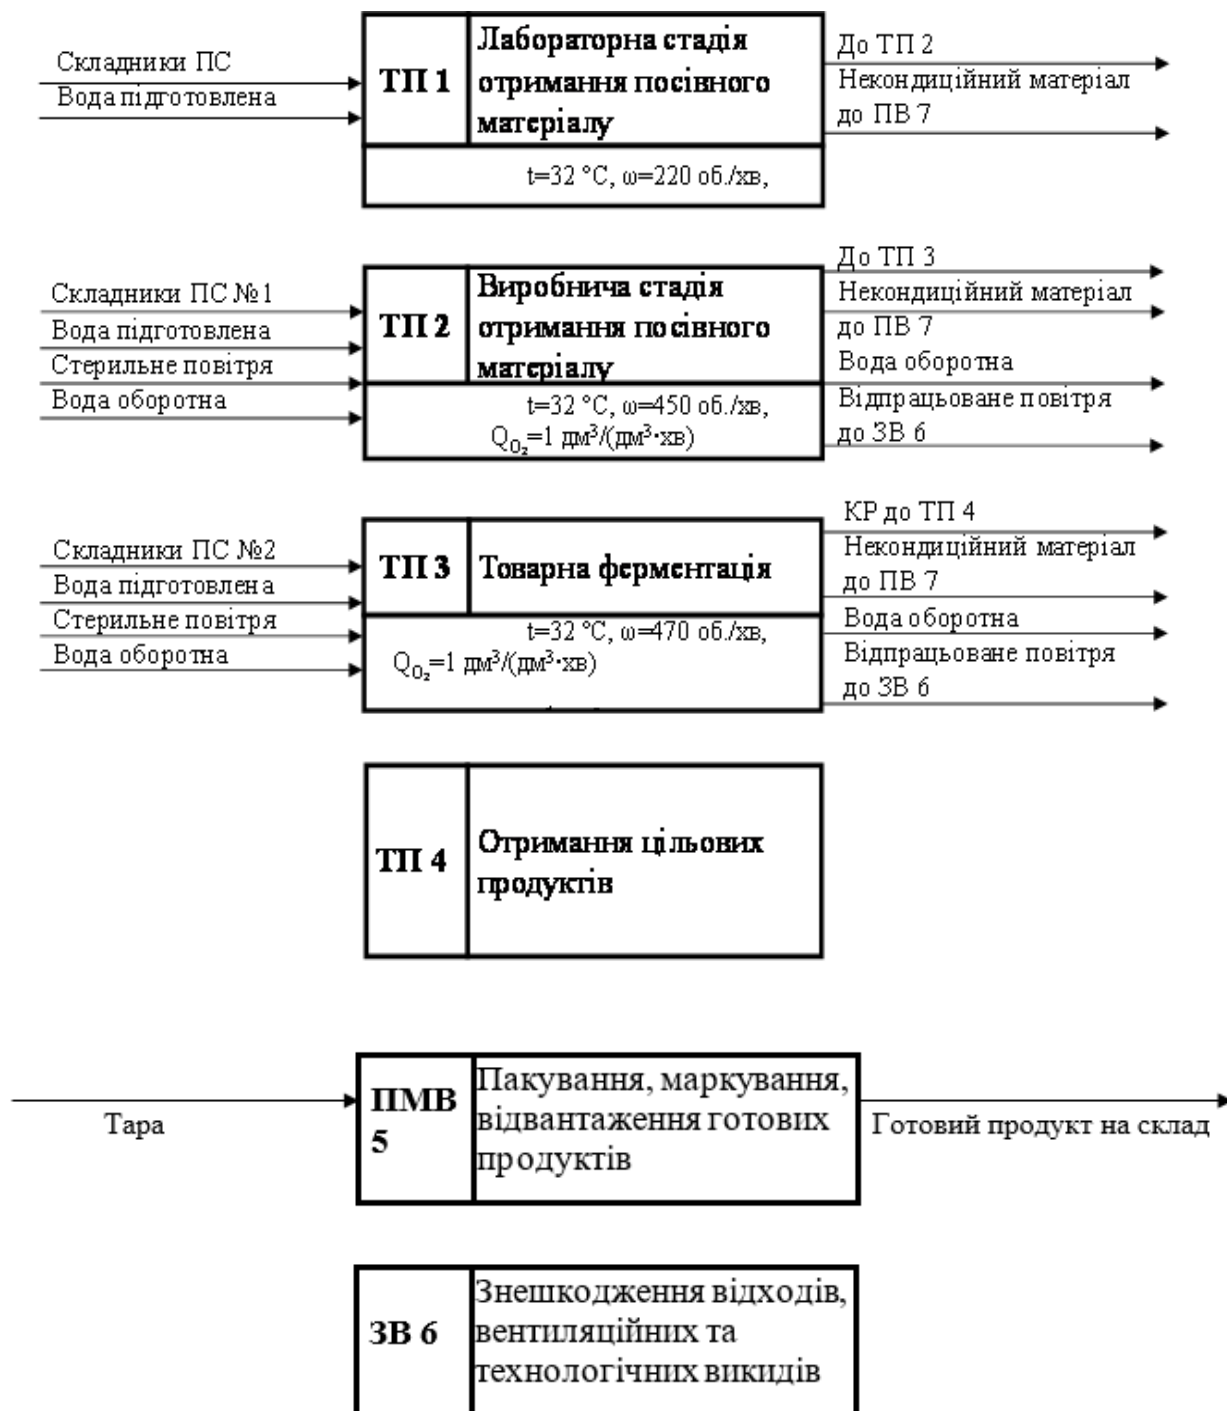 Складники ПС
Вода підготовлена
ТП 1
Лабораторна стадія
отримання посівного
матеріалу
t=32 °C, ω=220 об./хв,
До ТП 2
Некондиційний матеріал
до ПВ 7
Складники ПС №1
Вода підготовлена
Стерильне повітря
Вода оборотна
ТП 2
Виробнича стадія
отримання посівного
матеріалу
t=32 °C, ω=450 об./хв,
Q₀₂=1 дм³/(дм³·хв)
До ТП 3
Некондиційний матеріал
до ПВ 7
Вода оборотна
Відпрацьоване повітря
до ЗВ 6
Складники ПС №2
Вода підготовлена
Стерильне повітря
Вода оборотна
ТП 3
Товарна ферментація
t=32 °C, ω=470 об./хв,
Q₀₂=1 дм³/(дм³·хв)
КР до ТП 4
Некондиційний матеріал
до ПВ 7
Вода оборотна
Відпрацьоване повітря
до ЗВ 6
ТП 4
Отримання цільових
продуктів
Тара
ПМВ
5
Пакування, маркування,
відвантаження готових
продуктів
Готовий продукт на склад
ЗВ 6
Знешкодження відходів,
вентиляційних та
технологічних викидів